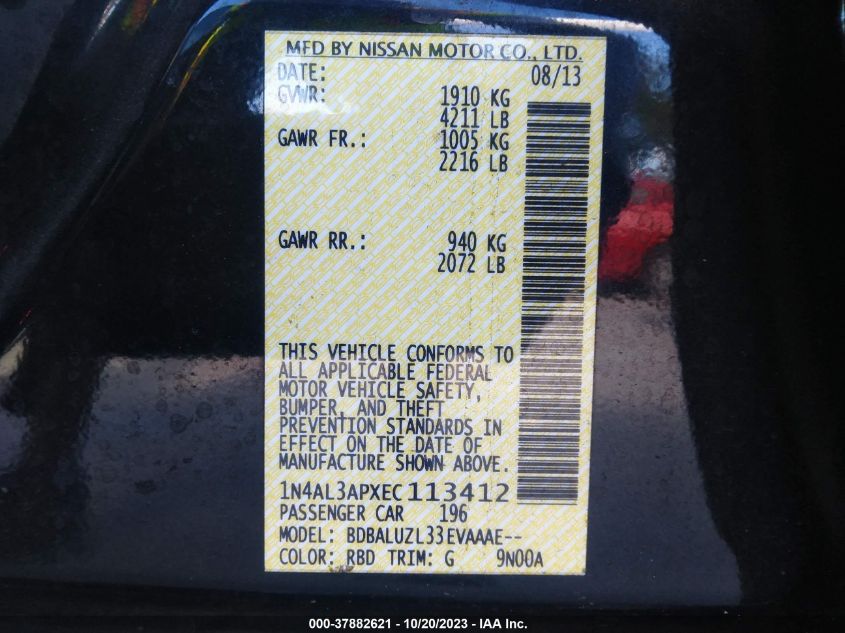 MFD BY NISSAN MOTOR CO., LTD.
DATE: 08/13
GVWR: 1910 KG
4211 LB
GAWR FR.: 1005 KG
2216 LB
GAWR RR.: 940 KG
2072 LB
THIS VEHICLE CONFORMS TO
ALL APPLICABLE FEDERAL
MOTOR VEHICLE SAFETY,
BUMPER, AND THEFT
PREVENTION STANDARDS IN
EFFECT ON THE DATE OF
MANUFACTURE SHOWN ABOVE.
1N4AL3APXEC113412
PASSENGER CAR 196
MODEL: BDBALUZL33EVAAAE--
COLOR: RBD TRIM: G 9N00A
000-37882621 - 10/20/2023 - IAA Inc.